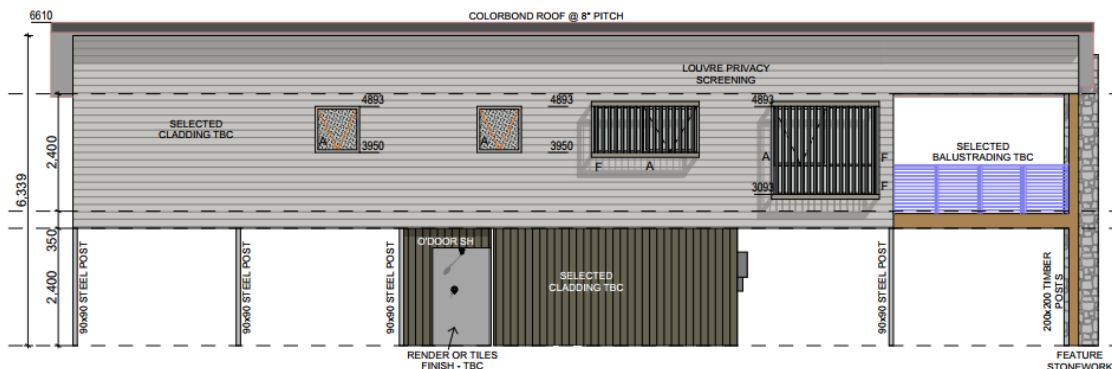 6610
COLORBOND ROOF @ 8° PITCH
LOUVRE PRIVACY
SCREENING
4893
4893
4893
SELECTED
CLADDING TBC
A
A
3950
3950
F
A
A
F
F
3093
SELECTED
BALUSTRADING TBC
2,400
6,339
350
2,400
90x90 STEEL POST
90x90 STEEL POST
90x90 STEEL POST
O'DOOR SH
SELECTED
CLADDING TBC
90x90 STEEL POST
200x200 TIMBER
POSTS
RENDER OR TILES
FINISH - TBC
FEATURE
STONEWORK